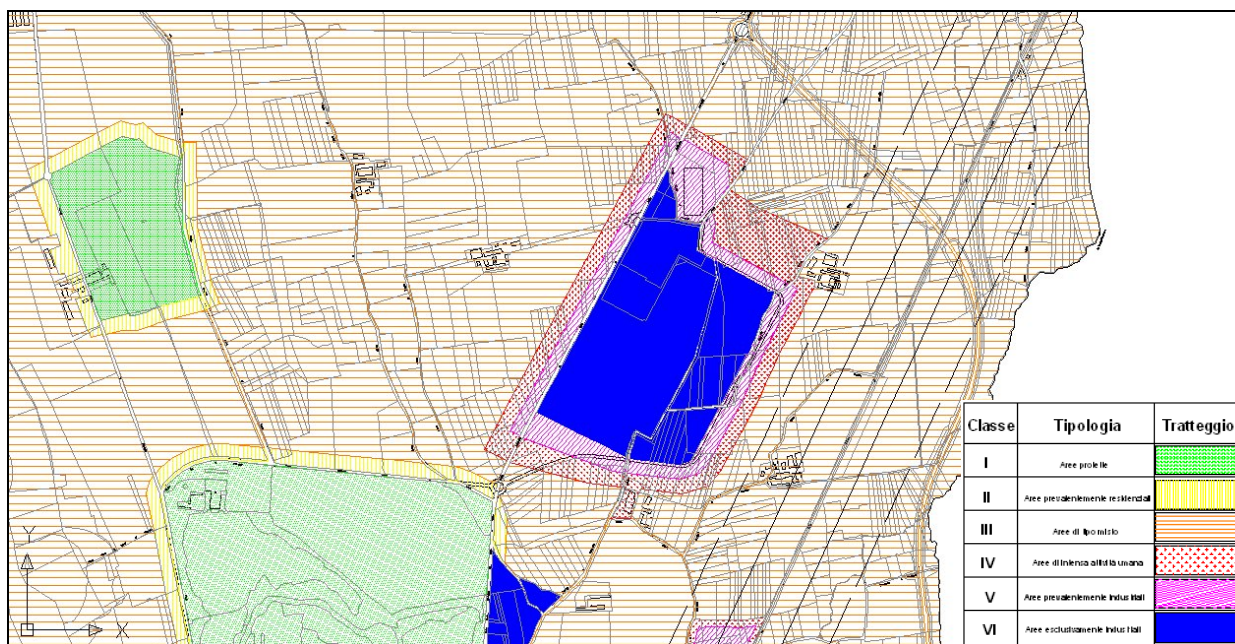 Classe Tipologia Tratteggio
I Aree protette
II Aree prevalentemente residenziali
III Aree di tipo misto
IV Aree di intensa attività umana
V Aree prevalentemente industriali
VI Aree esclusivamente industriali
Y
X